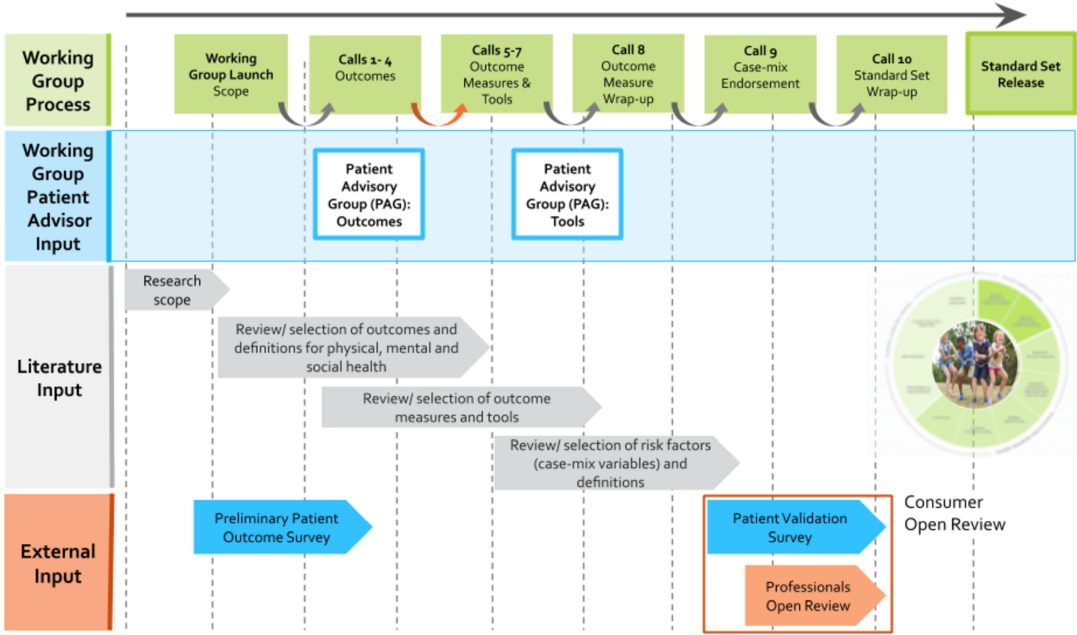 Working
Group
Process
Working
Group Launch
Scope
Calls 1- 4
Outcomes
Calls 5-7
Outcome
Measures &
Tools
Call 8
Outcome
Measure
Wrap-up
Call 9
Case-mix
Endorsement
Call 10
Standard Set
Wrap-up
Standard Set
Release
Working
Group
Patient
Advisor
Input
Patient
Advisory
Group (PAG):
Outcomes
Patient
Advisory
Group (PAG):
Tools
Literature
Input
Research
scope
Review/ selection of outcomes and
definitions for physical, mental and
social health
Review/ selection of outcome
measures and tools
Review/ selection of risk factors
(case-mix variables) and
definitions
External
Input
Preliminary Patient
Outcome Survey
Patient Validation
Survey
Professionals
Open Review
Consumer
Open Review